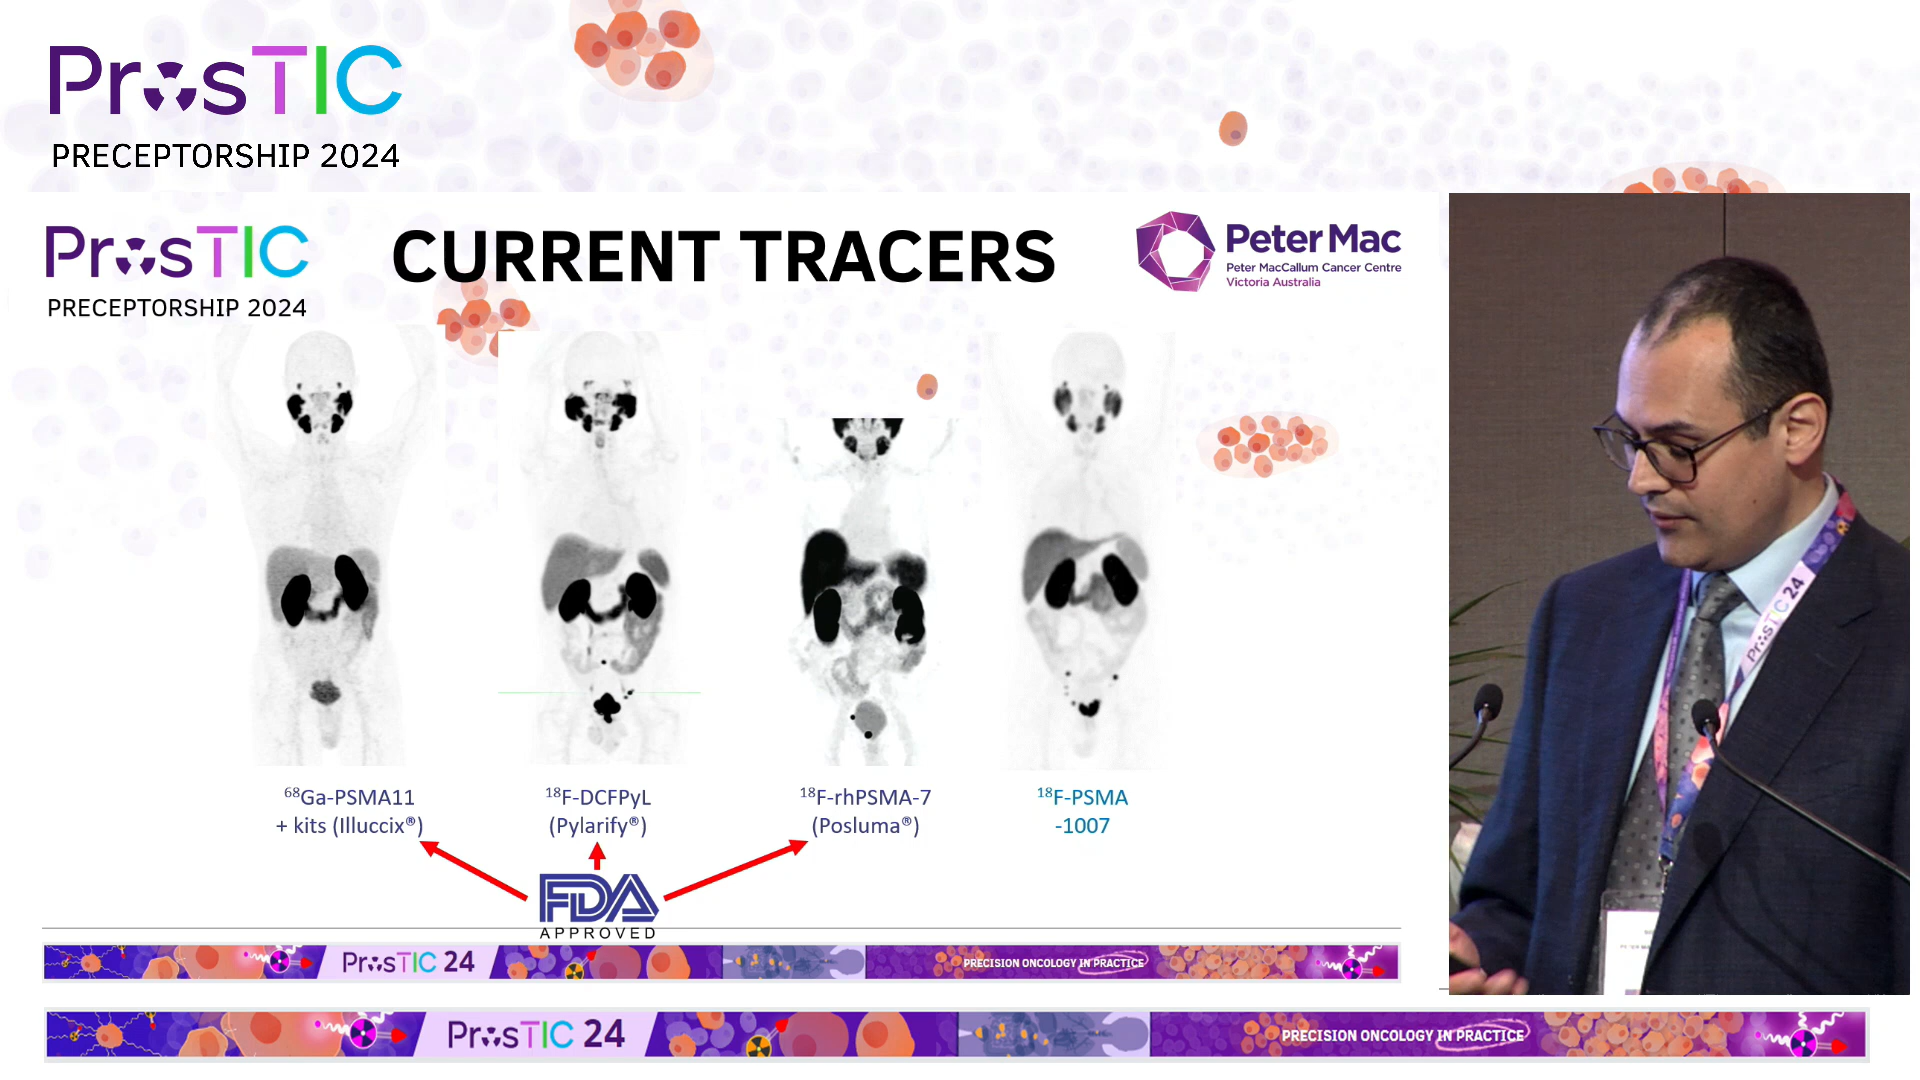 ProsTIC
PRECEPTORSHIP 2024
ProsTIC
PRECEPTORSHIP 2024
CURRENT TRACERS
Peter Mac
Peter MacCallum Cancer Centre
Victoria Australia
⁶⁸Ga-PSMA11
+ kits (Illuccix®)
¹⁸F-DCFPyL
(Pylarify®)
¹⁸F-rhPSMA-7
(Posluma®)
¹⁸F-PSMA
-1007
FDA
APPROVED
ProsTIC 24
PRECISION ONCOLOGY IN PRACTICE
ProsTIC 24
PRECISION ONCOLOGY IN PRACTICE
ProsTIC 24